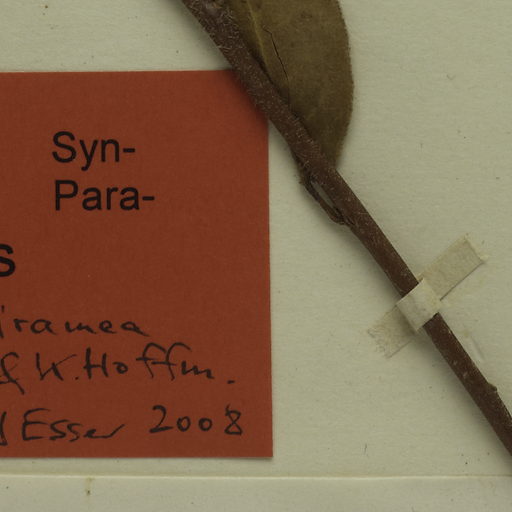 Syn-
Para-
s
iramea
& K. Hoffm.
Esser 2008